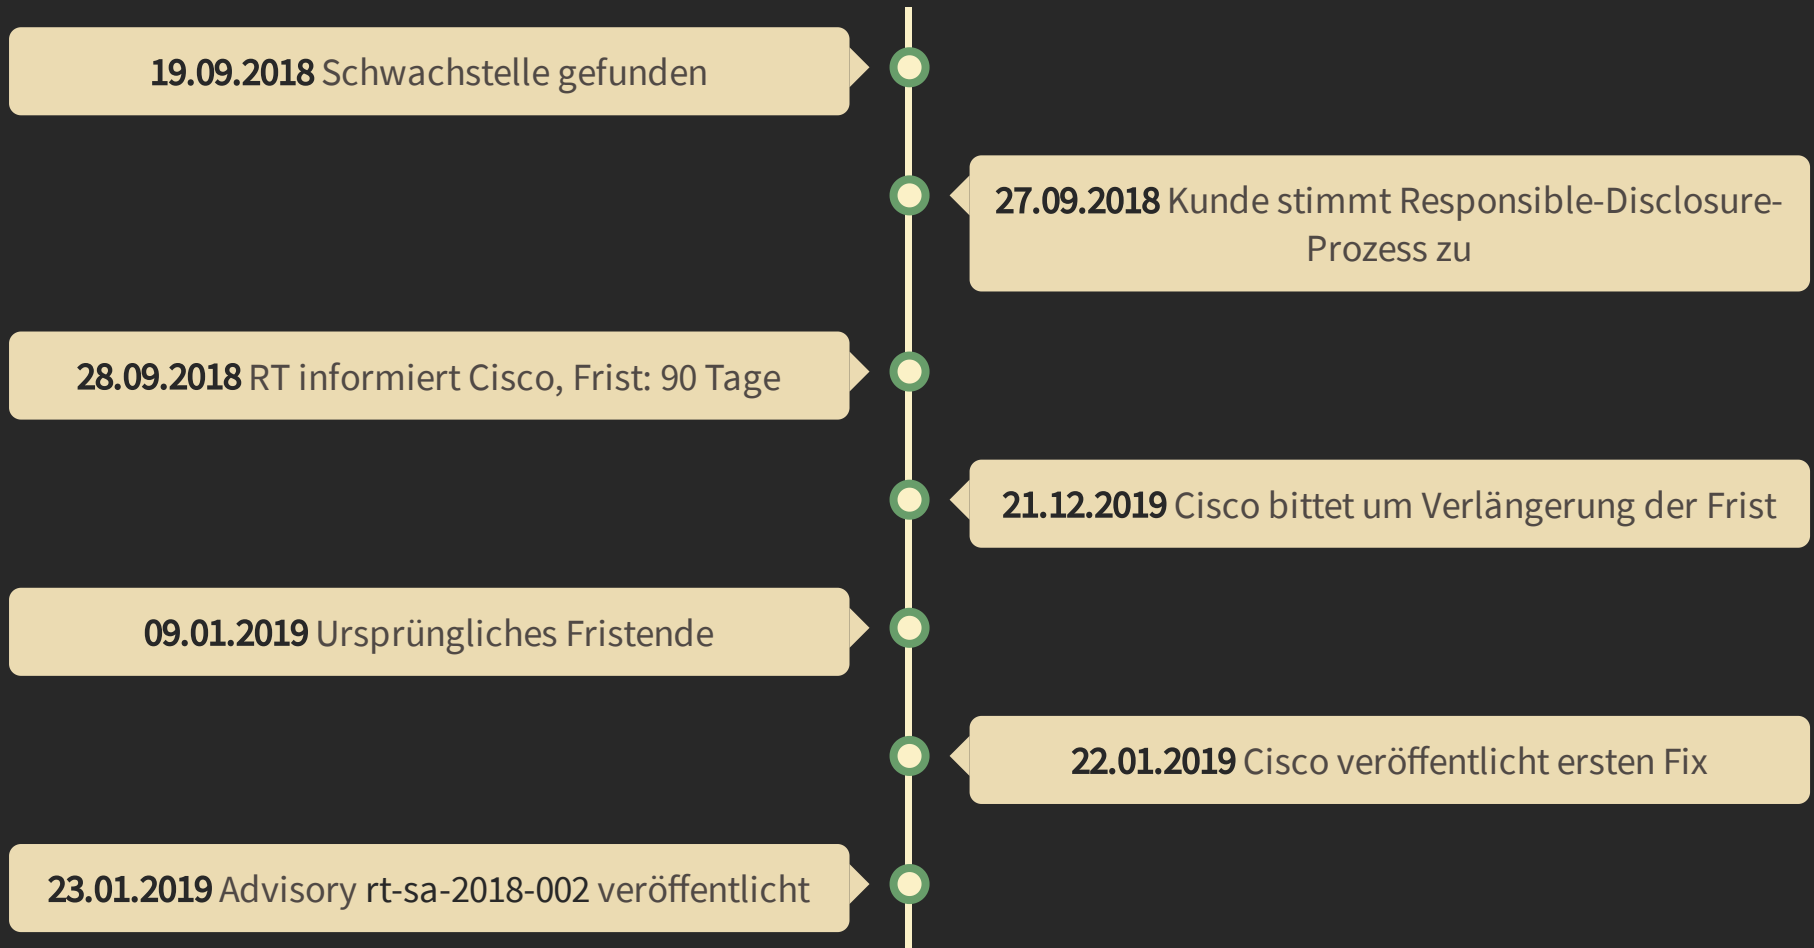 19.09.2018 Schwachstelle gefunden
27.09.2018 Kunde stimmt Responsible-Disclosure-
Prozess zu
28.09.2018 RT informiert Cisco, Frist: 90 Tage
21.12.2019 Cisco bittet um Verlängerung der Frist
09.01.2019 Ursprüngliches Fristende
22.01.2019 Cisco veröffentlicht ersten Fix
23.01.2019 Advisory rt-sa-2018-002 veröffentlicht